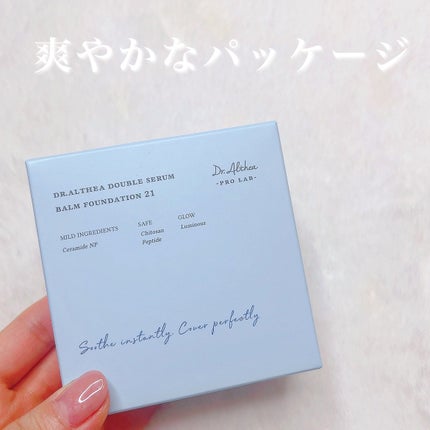 爽やかなパッケージ
DR.ALTHEA DOUBLE SERUM
BALM FOUNDATION 21
Dr.Althea
-PRO LAB-
MILD INGREDIENTS
Ceramide NP
SAFE
Chitosan
Peptide
GLOW
Luminous
Soothe instantly Cover perfectly